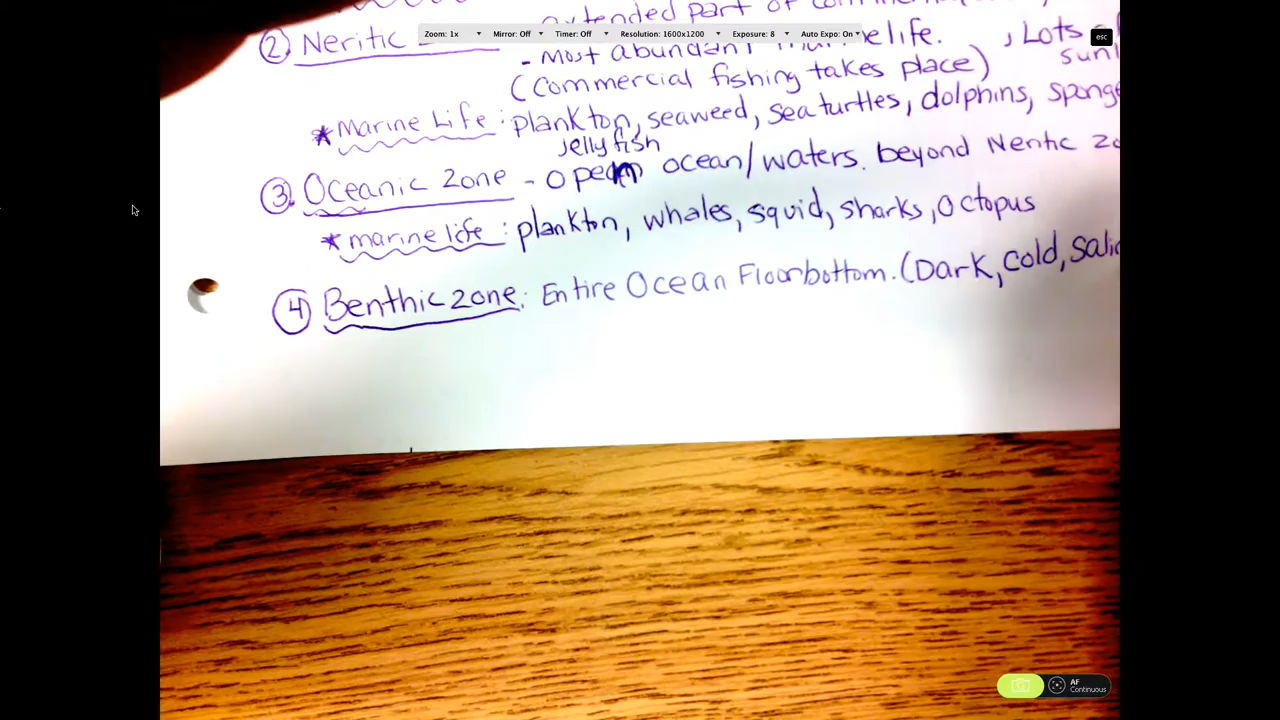 extended part of
Zoom: 1x Mirror: Off Timer: Off Resolution: 1600x1200 Exposure: 8 Auto Expo: On
esc
② Neritic
- Most abundant life. , Lots
(Commercial fishing takes place)
* Marine Life : plankton, seaweed, sea turtles, dolphins,
Jelly fish
③. Oceanic Zone - Open ocean/waters. beyond Neritic
* marine life : plankton, whales, squid, sharks, Octopus
④ Benthic zone: Entire Ocean Floor bottom. (Dark, cold,
AF
Continuous